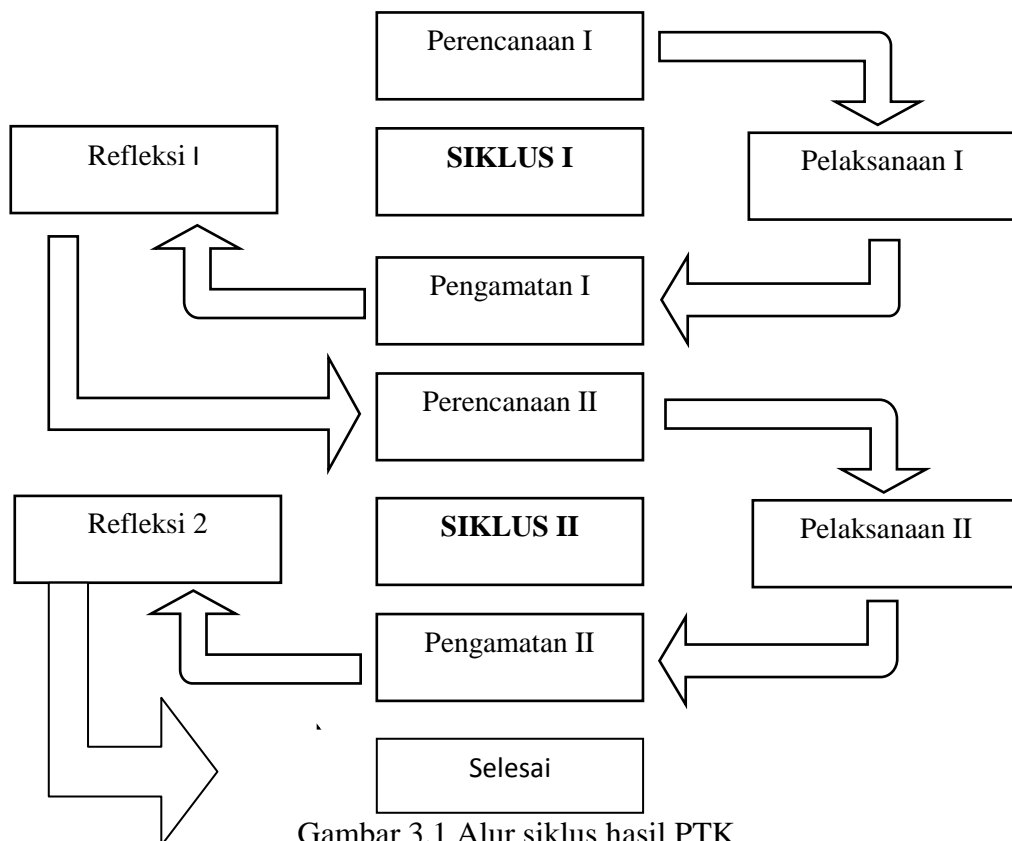 Perencanaan I
Refleksi I
SIKLUS I
Pelaksanaan I
Pengamatan I
Perencanaan II
Refleksi 2
SIKLUS II
Pelaksanaan II
Pengamatan II
Selesai
Gambar 3.1 Alur siklus hasil PTK